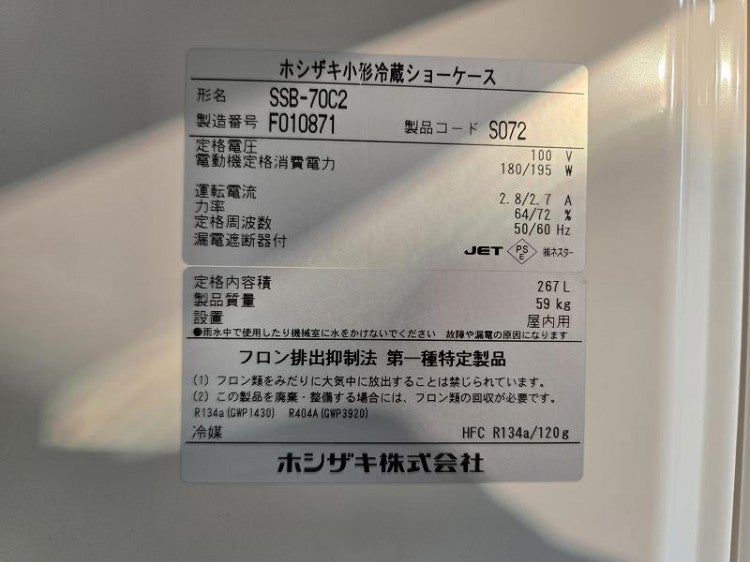 ホシザキ小形冷蔵ショーケース
形名 SSB-70C2
製造番号 F010871 製品コード S072
定格電圧 100 V
電動機定格消費電力 180/195 W
運転電流 2.8/2.7 A
力率 64/72 %
定格周波数 50/60 Hz
漏電遮断器付 JET PS E ㈱ネスター
定格内容積 267 L
製品質量 59 kg
設置 屋内用
●雨水中で使用したり機械室に水をかけないでください 故障や漏電の原因になります
フロン排出抑制法 第一種特定製品
(1) フロン類をみだりに大気中に放出することは禁じられています。
(2) この製品を廃棄・整備する場合には、フロン類の回収が必要です。
R134a(GWP1430) R404A(GWP3920)
冷媒 HFC R134a/120g
ホシザキ株式会社